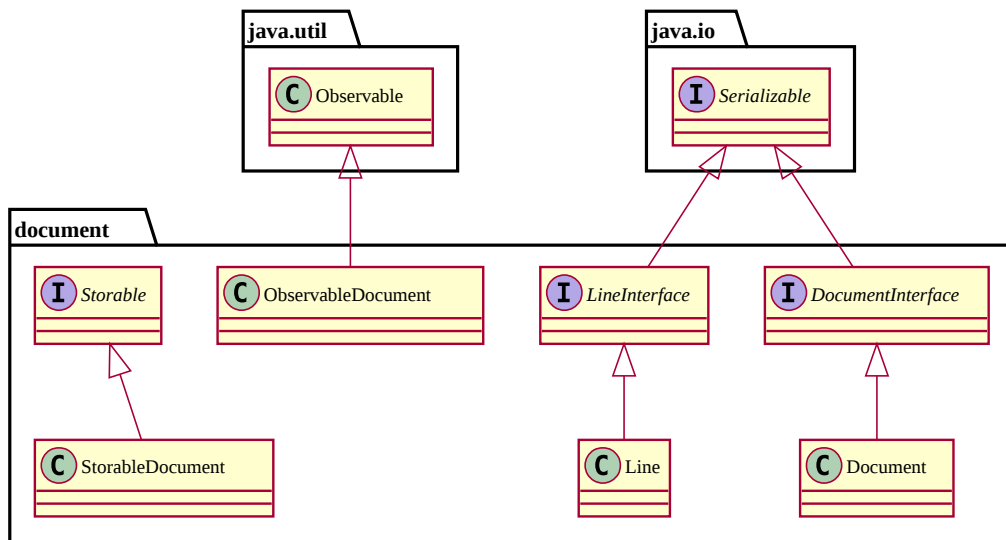 java.util
java.io
C Observable
I Serializable
document
I Storable
C ObservableDocument
I LineInterface
I DocumentInterface
C StorableDocument
C Line
C Document